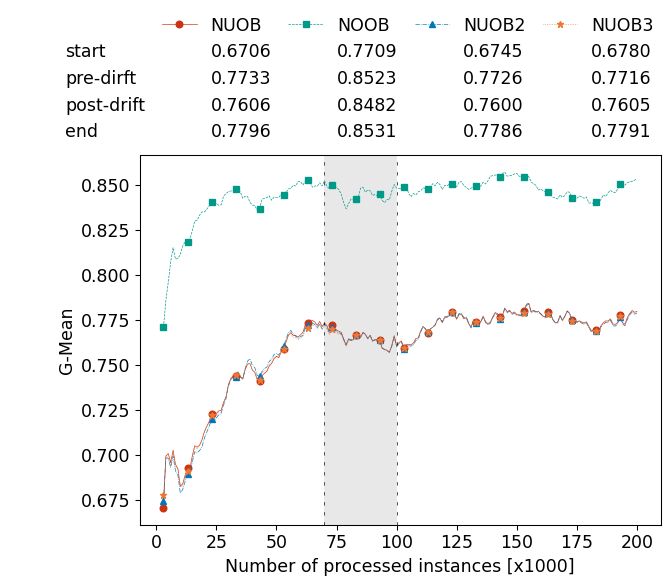 NUOB NOOB NUOB2 NUOB3
start 0.6706 0.7709 0.6745 0.6780
pre-dirft 0.7733 0.8523 0.7726 0.7716
post-drift 0.7606 0.8482 0.7600 0.7605
end 0.7796 0.8531 0.7786 0.7791
0.850
0.825
0.800
0.775
0.750
0.725
0.700
0.675
G-Mean
0 25 50 75 100 125 150 175 200
Number of processed instances [x1000]